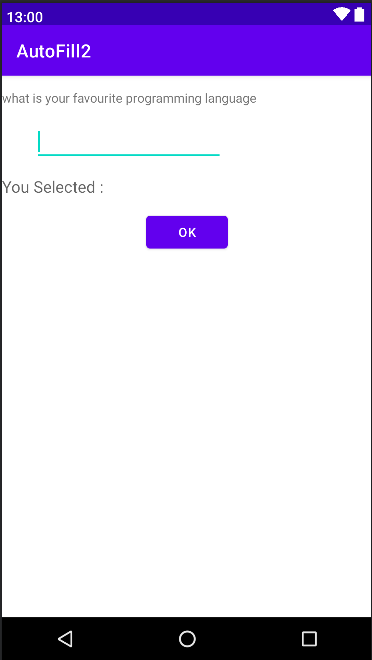 13:00
AutoFill2
what is your favourite programming language
You Selected :
OK